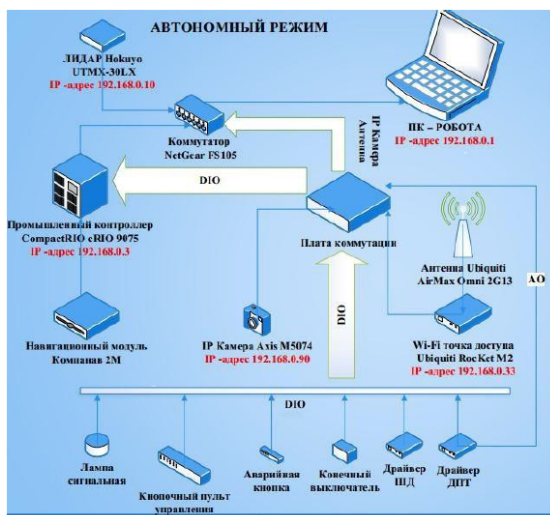 АВТОНОМНЫЙ РЕЖИМ
ЛИДАР Hokuyo
UTMX-30LX
IP -адрес 192.168.0.10
Коммутатор
NetGear FS105
IP Камера
Антенна
ПК – РОБОТА
IP -адрес 192.168.0.1
DIO
Промышленный контроллер
CompactRIO cRIO 9075
IP -адрес 192.168.0.3
Плата коммутации
Антенна Ubiquiti
AirMax Omni 2G13
AO
DIO
Навигационный модуль
Компанав 2М
IP Камера Axis M5074
IP -адрес 192.168.0.90
Wi-Fi точка доступа
Ubiquiti RocKet M2
IP -адрес 192.168.0.33
DIO
Лампа
сигнальная
Кнопочный пульт
управления
Аварийная
кнопка
Конечный
выключатель
Драйвер
ШД
Драйвер
ДПТ